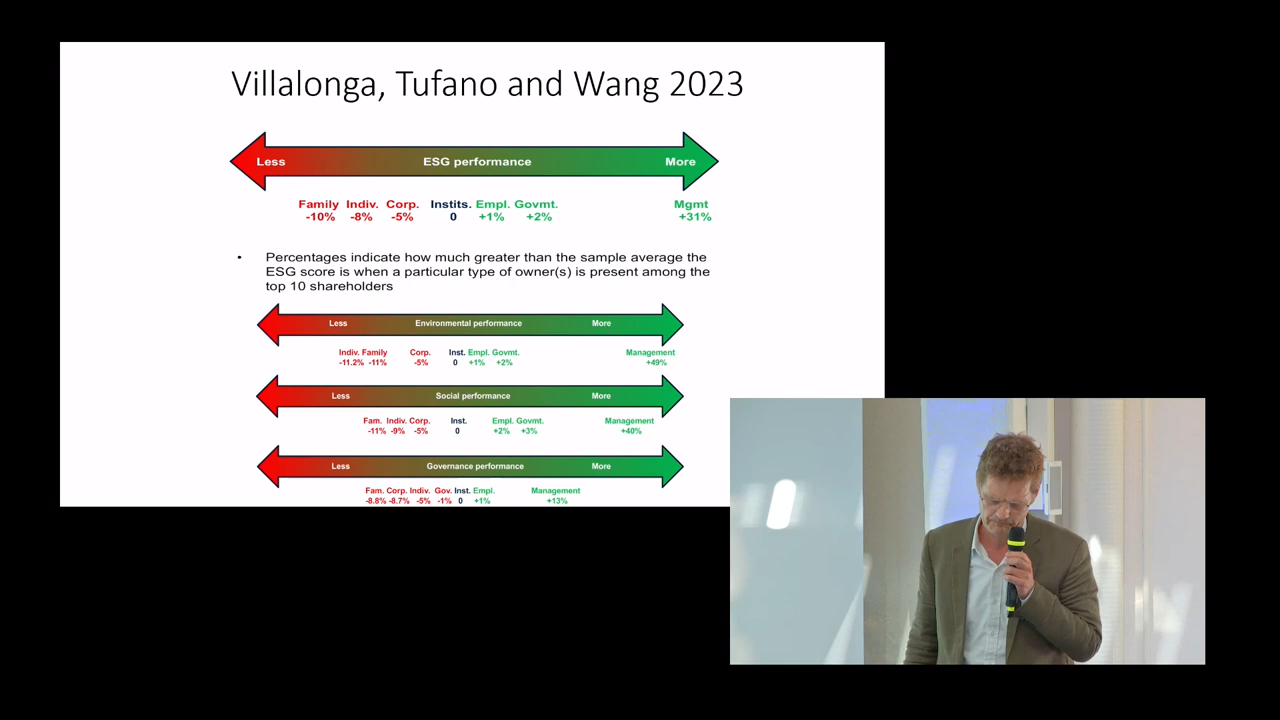 Villalonga, Tufano and Wang 2023
Less ESG performance More
Family Indiv. Corp. Instits. Empl. Govmt. Mgmt
-10% -8% -5% 0 +1% +2% +31%
• Percentages indicate how much greater than the sample average the
ESG score is when a particular type of owner(s) is present among the
top 10 shareholders
Less Environmental performance More
Indiv. Family Corp. Inst. Empl. Govmt. Management
-11.2% -11% -5% 0 +1% +2% +49%
Less Social performance More
Fam. Indiv. Corp. Inst. Empl. Govmt. Management
-11% -9% -5% 0 +2% +3% +40%
Less Governance performance More
Fam. Corp. Indiv. Gov. Inst. Empl. Management
-8.8% -8.7% -5% -1% 0 +1% +13%